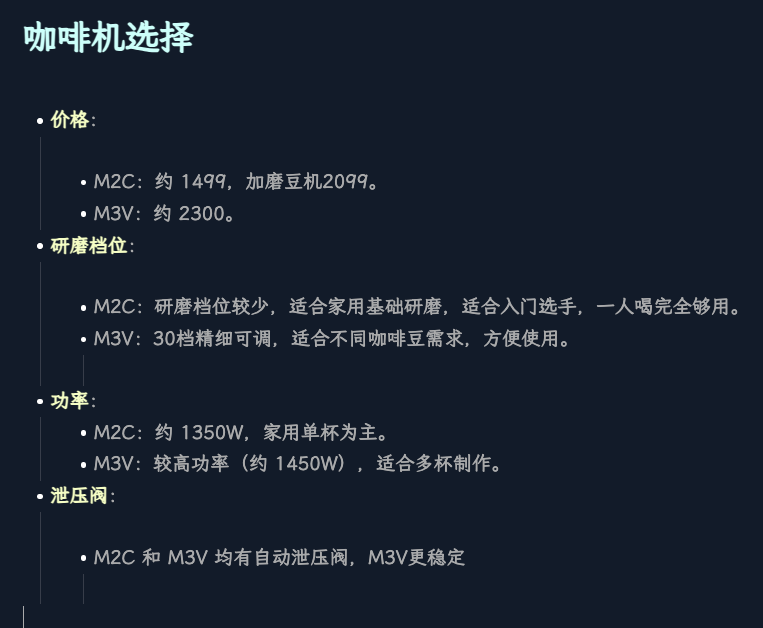 咖啡机选择
价格：
M2C：约 1499，加磨豆机2099。
M3V：约 2300。
研磨档位：
M2C：研磨档位较少，适合家用基础研磨，适合入门选手，一人喝完全够用。
M3V：30档精细可调，适合不同咖啡豆需求，方便使用。
功率：
M2C：约 1350W，家用单杯为主。
M3V：较高功率（约 1450W），适合多杯制作。
泄压阀：
M2C 和 M3V 均有自动泄压阀，M3V更稳定